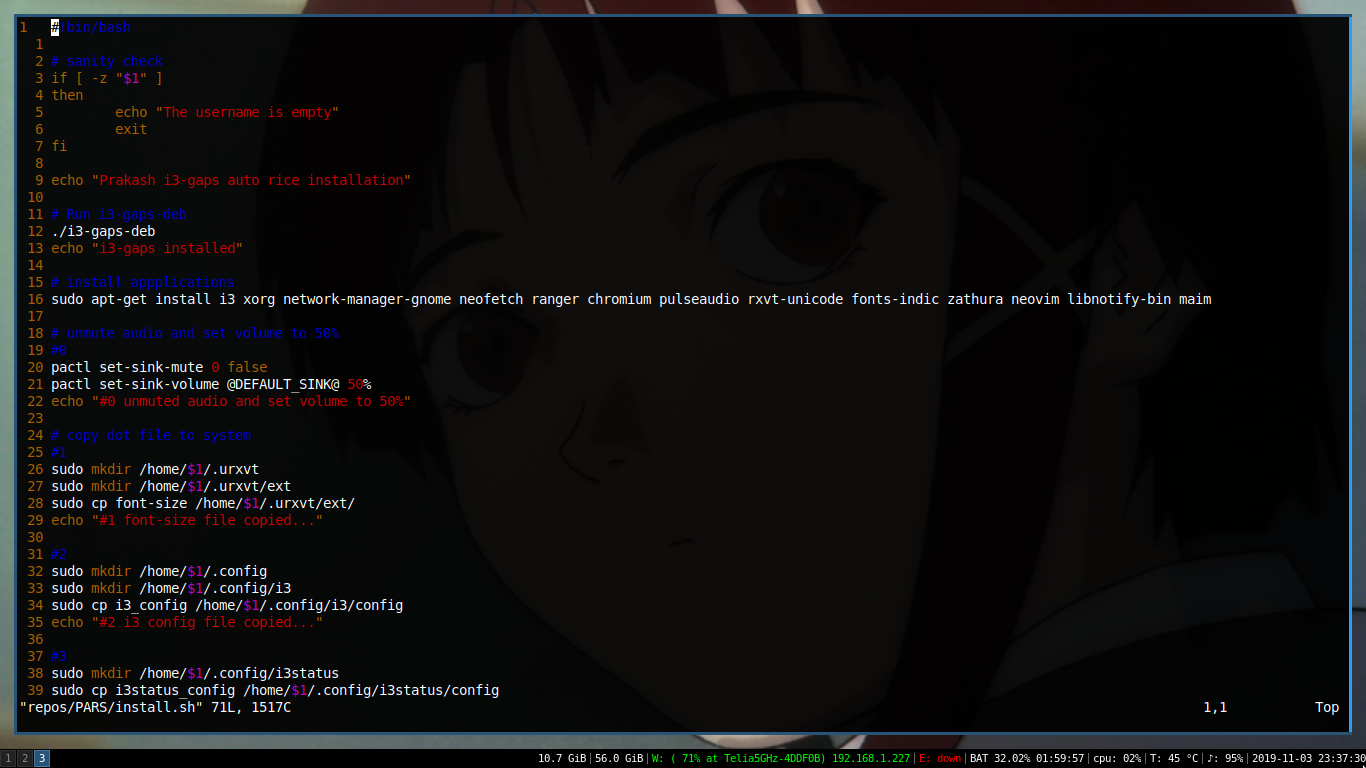 1 #!bin/bash
1
2 # sanity check
3 if [ -z "$1" ]
4 then
5 echo "The username is empty"
6 exit
7 fi
8
9 echo "Prakash i3-gaps auto rice installation"
10
11 # Run i3-gaps-deb
12 ./i3-gaps-deb
13 echo "i3-gaps installed"
14
15 # install appplications
16 sudo apt-get install i3 xorg network-manager-gnome neofetch ranger chromium pulseaudio rxvt-unicode fonts-indic zathura neovim libnotify-bin maim
17
18 # unmute audio and set volume to 50%
19 #0
20 pactl set-sink-mute 0 false
21 pactl set-sink-volume @DEFAULT_SINK@ 50%
22 echo "#0 unmuted audio and set volume to 50%"
23
24 # copy dot file to system
25 #1
26 sudo mkdir /home/$1/.urxvt
27 sudo mkdir /home/$1/.urxvt/ext
28 sudo cp font-size /home/$1/.urxvt/ext/
29 echo "#1 font-size file copied..."
30
31 #2
32 sudo mkdir /home/$1/.config
33 sudo mkdir /home/$1/.config/i3
34 sudo cp i3_config /home/$1/.config/i3/config
35 echo "#2 i3 config file copied..."
36
37 #3
38 sudo mkdir /home/$1/.config/i3status
39 sudo cp i3status_config /home/$1/.config/i3status/config
"repos/PARS/install.sh" 71L, 1517C 1,1 Top
1 2 3 10.7 GiB|56.0 GiB|W: ( 71% at Telia5GHz-4DDF0B) 192.168.1.227|E: down|BAT 32.02% 01:59:57|cpu: 02%|T: 45 °C|♪: 95%|2019-11-03 23:37:36